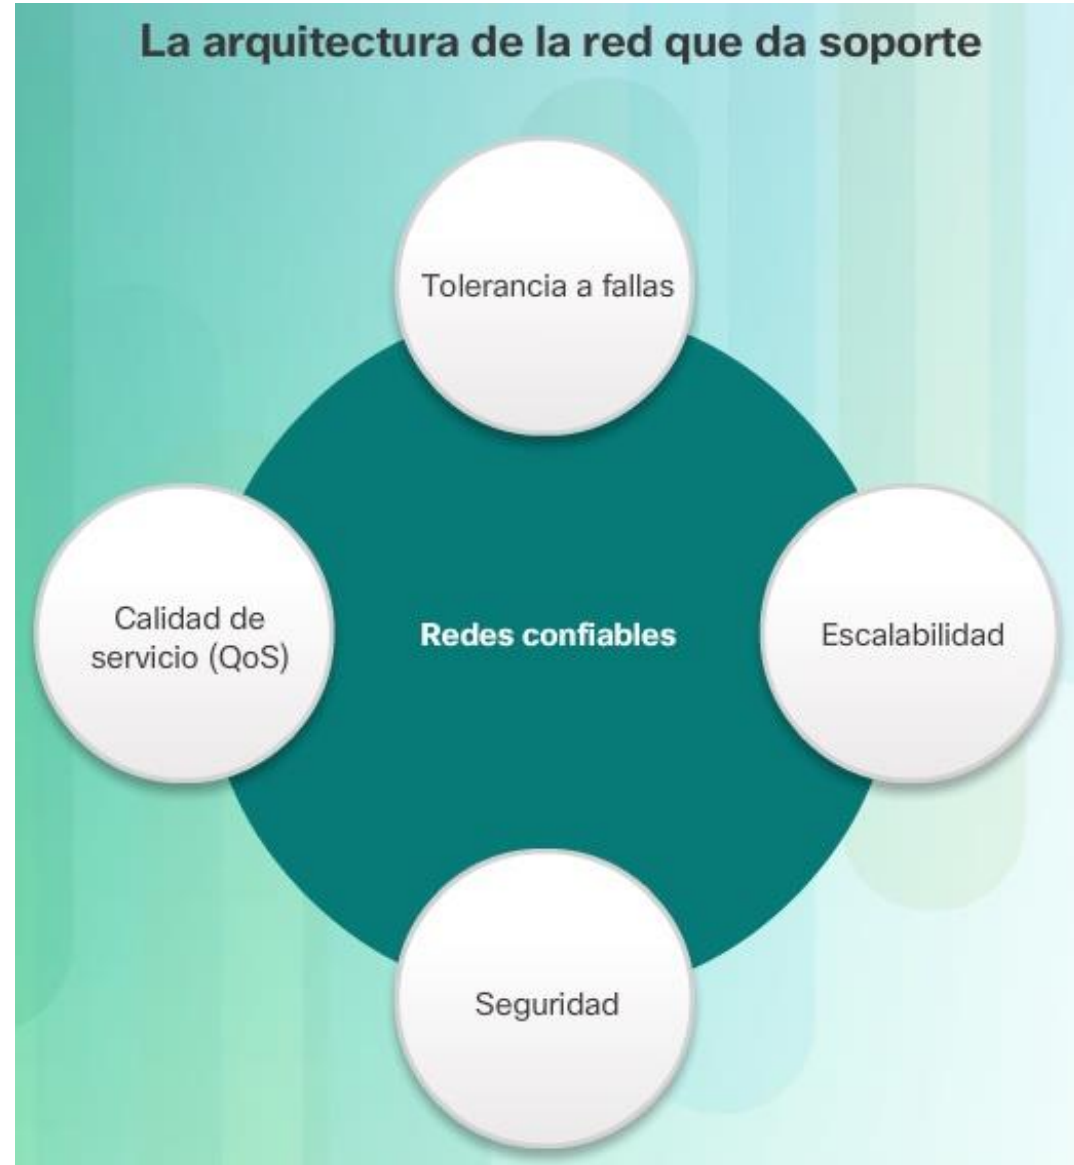 La arquitectura de la red que da soporte
Tolerancia a fallas
Calidad de
servicio (QoS)
Redes confiables
Escalabilidad
Seguridad